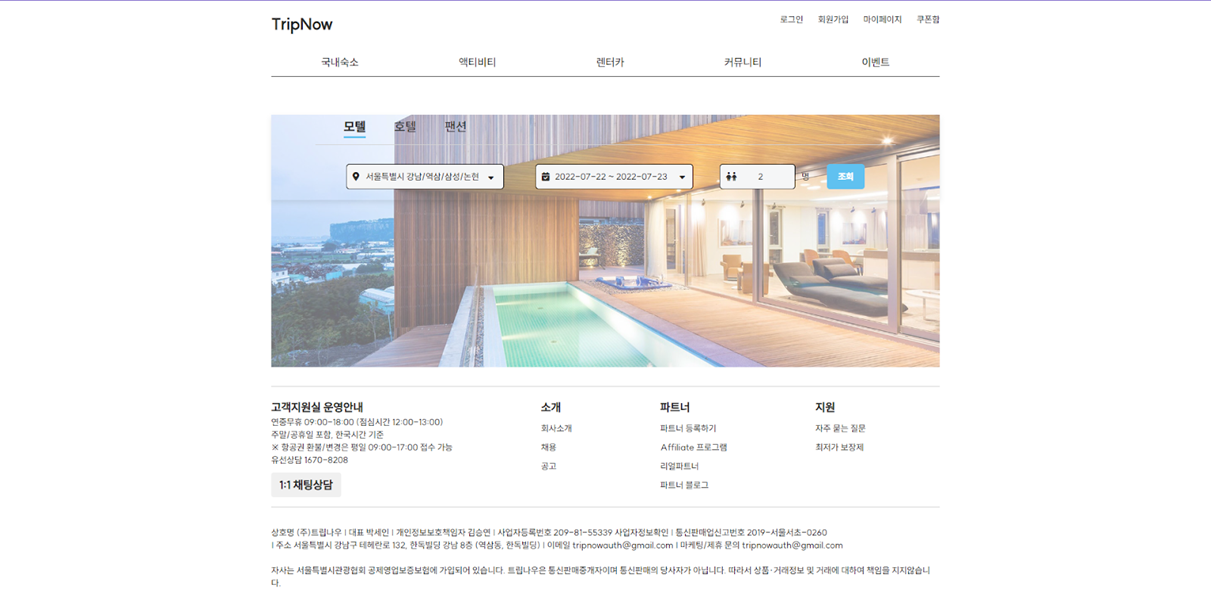 TripNow
로그인 회원가입 마이페이지 쿠폰함
국내숙소 액티비티 렌터카 커뮤니티 이벤트
모텔 호텔 팬션
서울특별시 강남/역삼/삼성/논현 2022-07-22 ~ 2022-07-23 2 명 조회
고객지원실 운영안내
연중무휴 09:00-18:00 (점심시간 12:00-13:00)
주말/공휴일 포함, 한국시간 기준
※ 항공권 환불/변경은 평일 09:00-17:00 접수 가능
유선상담 1670-8208
1:1 채팅상담
소개
회사소개
채용
공고
파트너
파트너 등록하기
Affiliate 프로그램
리얼파트너
파트너 블로그
지원
자주 묻는 질문
최저가 보장제
상호명 (주)트립나우 | 대표 박세인 | 개인정보보호책임자 김승연 | 사업자등록번호 209-81-55339 사업자정보확인 | 통신판매업신고번호 2019-서울서초-0260
| 주소 서울특별시 강남구 테헤란로 132, 한독빌딩 강남 8층 (역삼동, 한독빌딩) | 이메일 tripnowauth@gmail.com | 마케팅/제휴 문의 tripnowauth@gmail.com
자사는 서울특별시관광협회 공제영업보증보험에 가입되어 있습니다. 트립나우은 통신판매중개자이며 통신판매의 당사자가 아닙니다. 따라서 상품·거래정보 및 거래에 대하여 책임을 지지않습니
다.